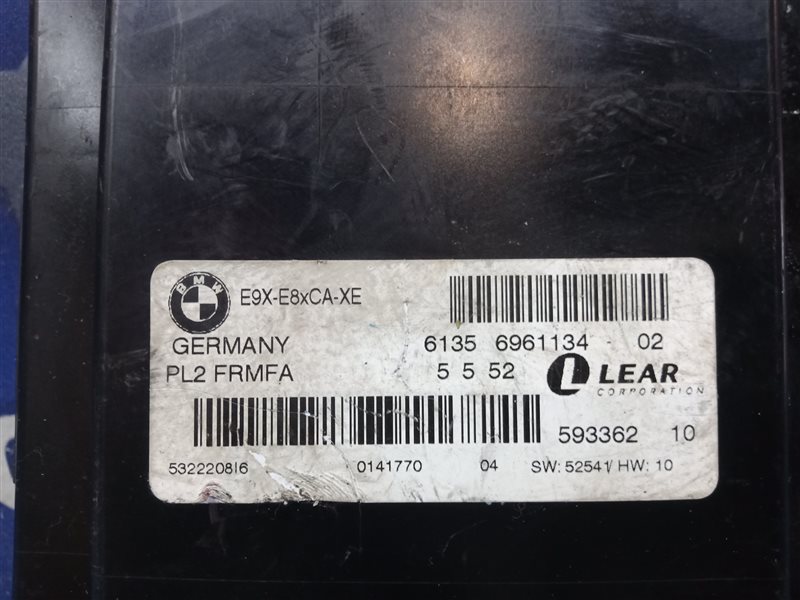 BMW
E9X-E8xCA-XE
GERMANY 6135 6961134 - 02
PL2 FRMFA 5 5 52 LEAR
CORPORATION
593362 10
532220816 0141770 04 SW: 52541/ HW: 10